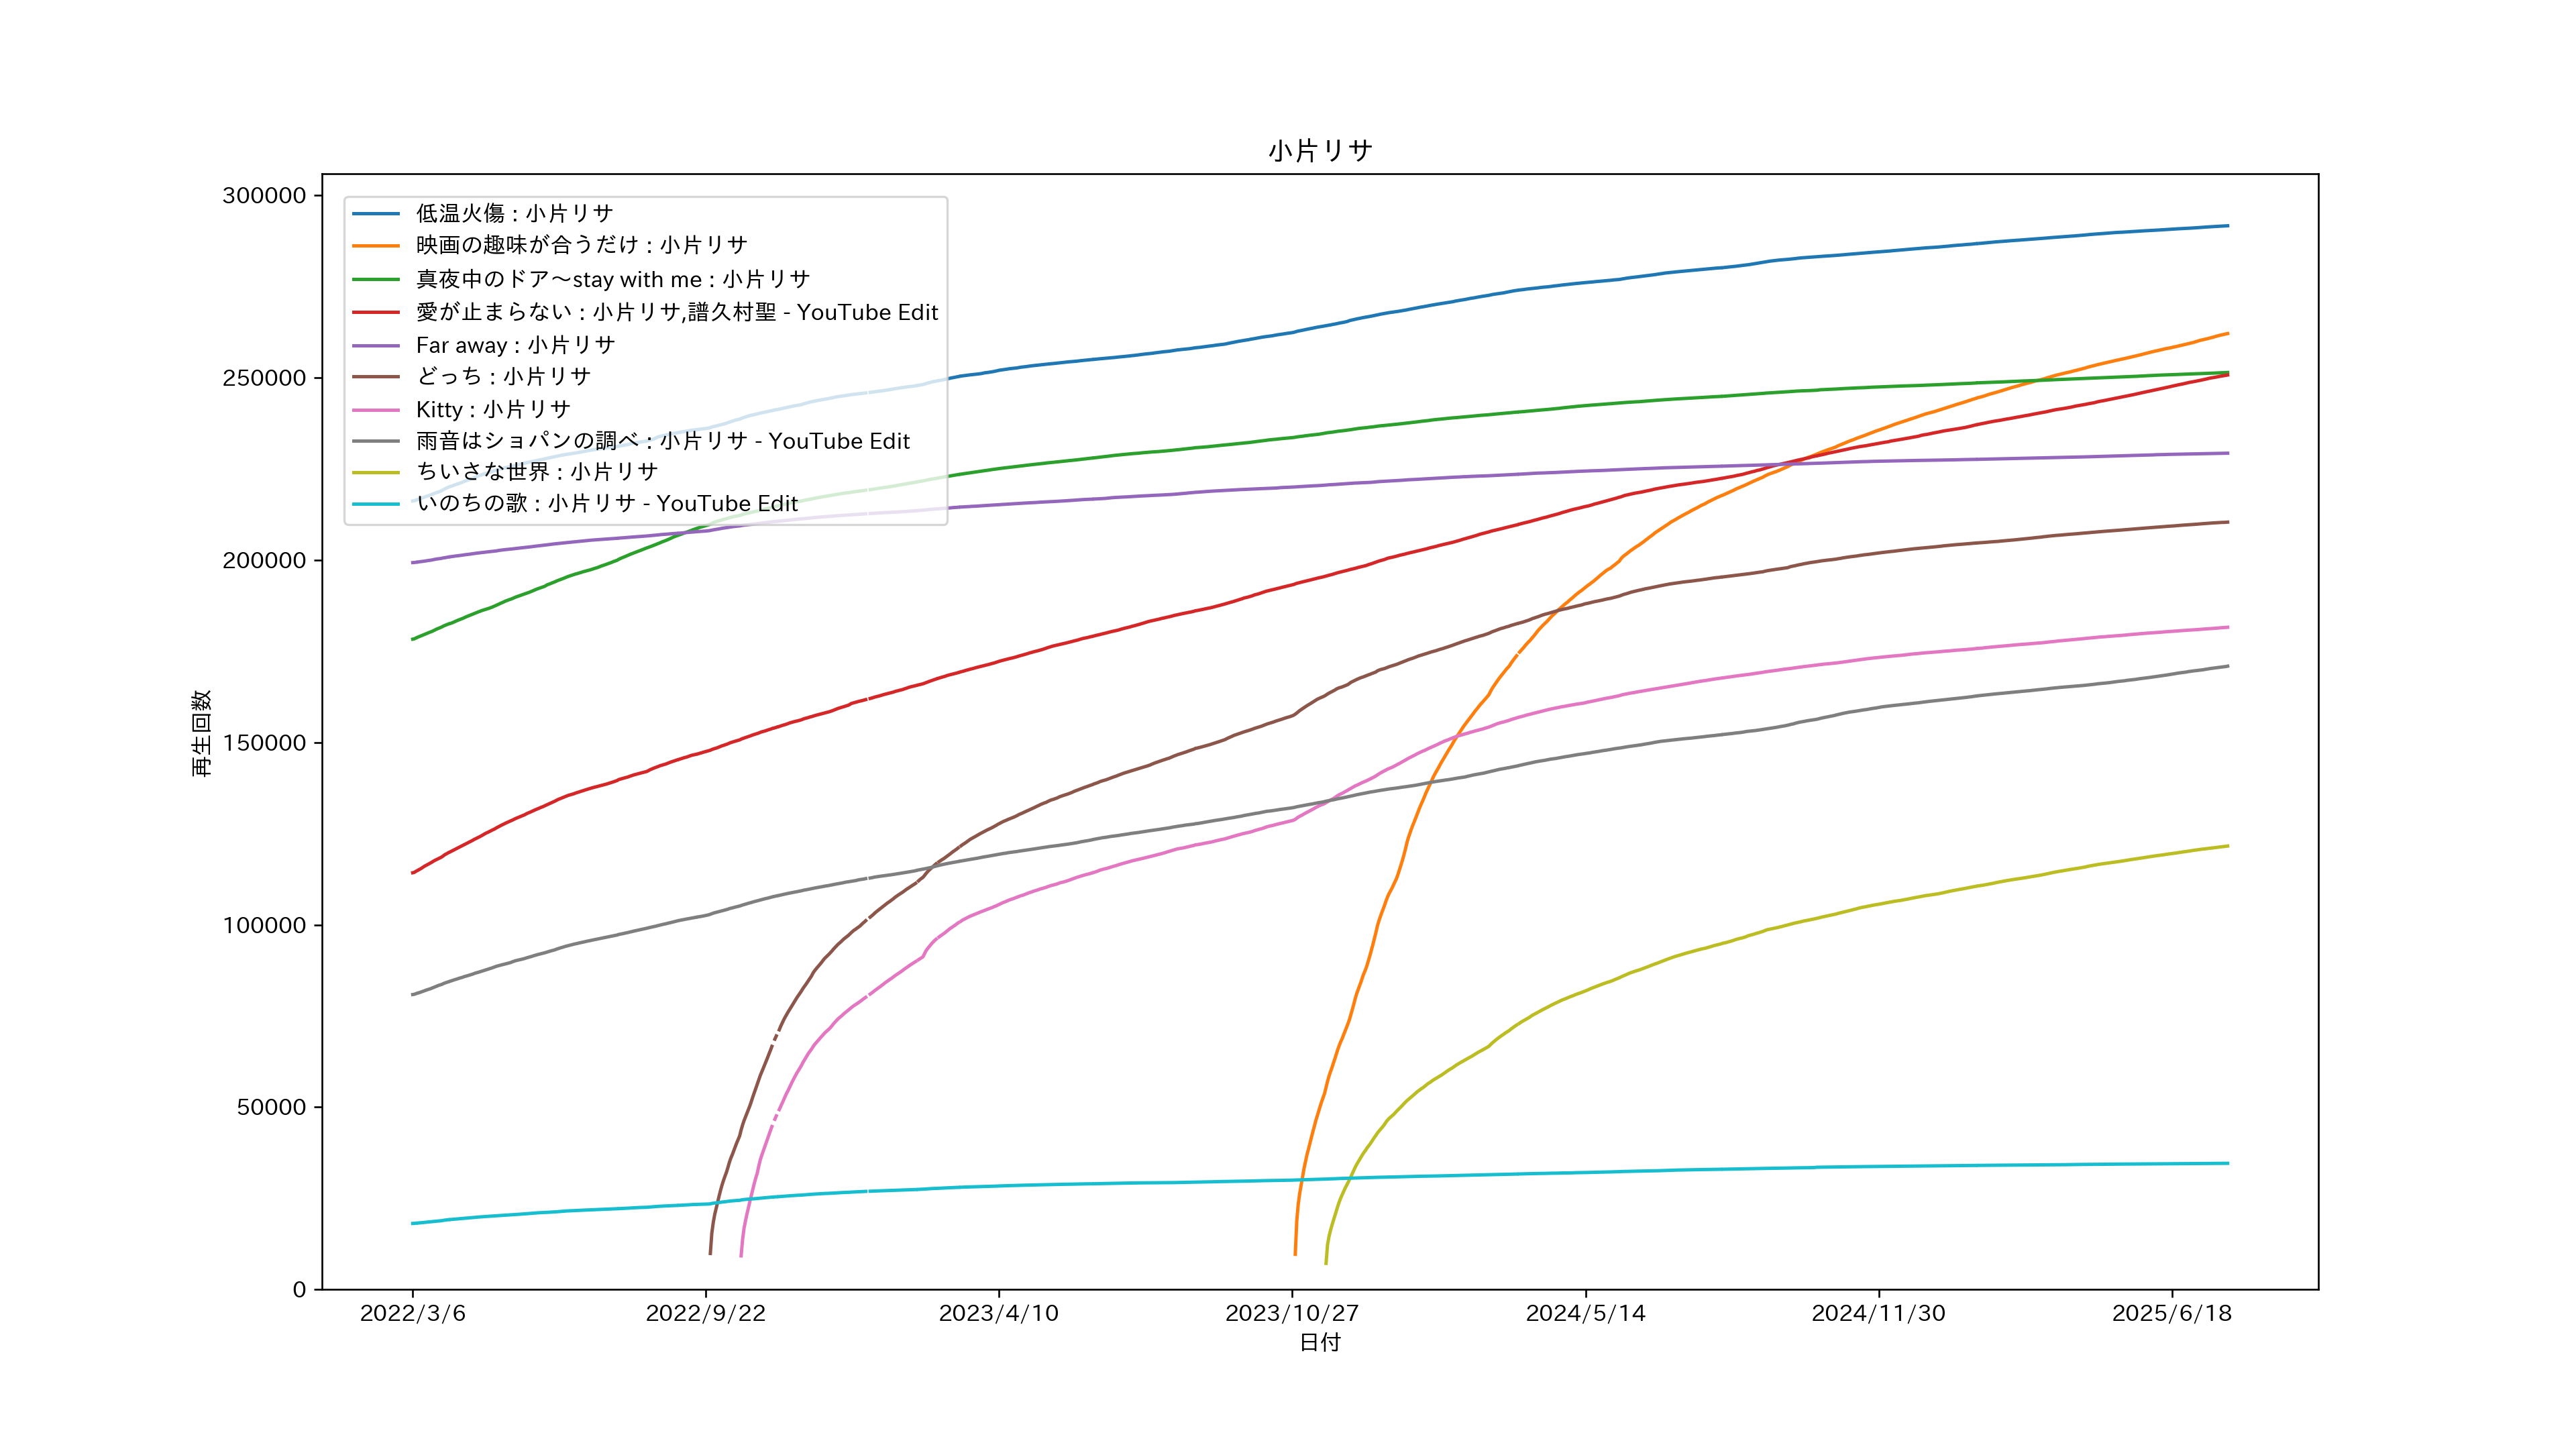 小片リサ
300000
250000
200000
150000
100000
50000
0
再生回数
低温火傷 : 小片リサ
映画の趣味が合うだけ : 小片リサ
真夜中のドア～stay with me : 小片リサ
愛が止まらない : 小片リサ,譜久村聖 - YouTube Edit
Far away : 小片リサ
どっち : 小片リサ
Kitty : 小片リサ
雨音はショパンの調べ : 小片リサ - YouTube Edit
ちいさな世界 : 小片リサ
いのちの歌 : 小片リサ - YouTube Edit
2022/3/6 2022/9/22 2023/4/10 2023/10/27 2024/5/14 2024/11/30 2025/6/18
日付